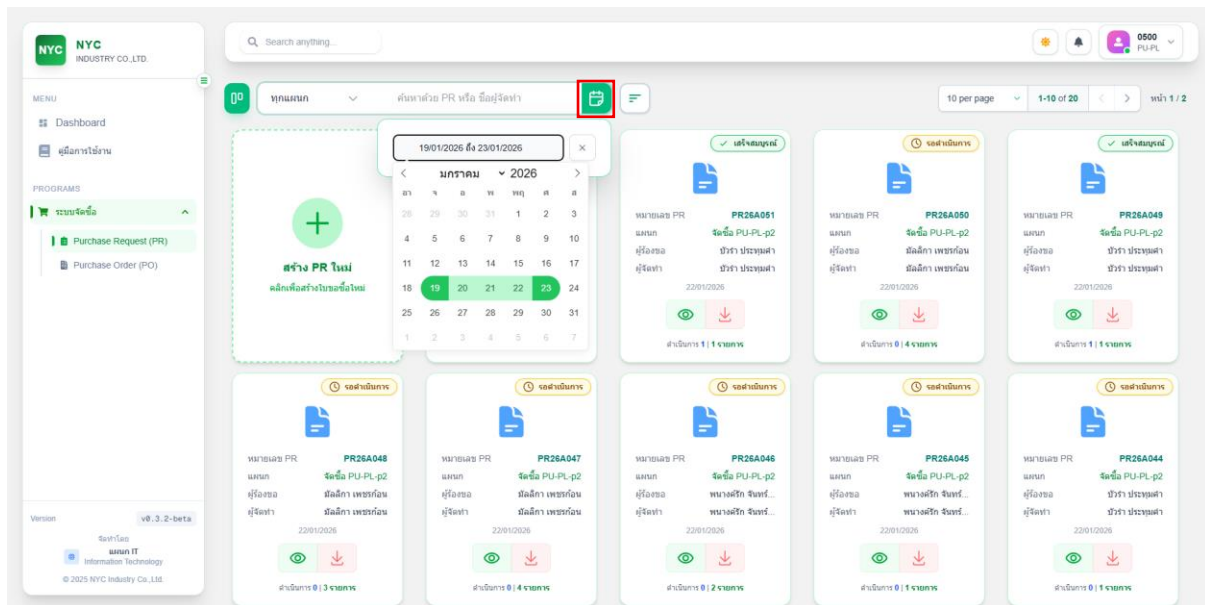 NYC
NYC
INDUSTRY CO.,LTD.
Search anything...
0500
PU-PL
MENU
Dashboard
คู่มือการใช้งาน
PROGRAMS
ระบบจัดซื้อ
Purchase Request (PR)
Purchase Order (PO)
Version v0.3.2-beta
จัดทำโดย
แผนก IT
Information Technology
© 2025 NYC Industry Co.,Ltd.
ทุกแผนก
ค้นหาด้วย PR หรือ ชื่อผู้จัดทำ
10 per page
1-10 of 20
หน้า 1 / 2
19/01/2026 ถึง 23/01/2026
มกราคม 2026
อา จ อ พ พฤ ศ ส
28 29 30 31 1 2 3
4 5 6 7 8 9 10
11 12 13 14 15 16 17
18 19 20 21 22 23 24
25 26 27 28 29 30 31
1 2 3 4 5 6 7
สร้าง PR ใหม่
คลิกเพื่อสร้างใบขอซื้อใหม่
เสร็จสมบูรณ์
หมายเลข PR PR26A051
แผนก จัดซื้อ PU-PL-p2
ผู้ร้องขอ บัวรำ ประทุมศา
ผู้จัดทำ บัวรำ ประทุมศา
22/01/2026
ดำเนินการ 1 | 1 รายการ
รอดำเนินการ
หมายเลข PR PR26A050
แผนก จัดซื้อ PU-PL-p2
ผู้ร้องขอ มัลลิกา เพชรก้อน
ผู้จัดทำ มัลลิกา เพชรก้อน
22/01/2026
ดำเนินการ 0 | 4 รายการ
เสร็จสมบูรณ์
หมายเลข PR PR26A049
แผนก จัดซื้อ PU-PL-p2
ผู้ร้องขอ บัวรำ ประทุมศา
ผู้จัดทำ บัวรำ ประทุมศา
22/01/2026
ดำเนินการ 1 | 1 รายการ
รอดำเนินการ
หมายเลข PR PR26A048
แผนก จัดซื้อ PU-PL-p2
ผู้ร้องขอ มัลลิกา เพชรก้อน
ผู้จัดทำ มัลลิกา เพชรก้อน
22/01/2026
ดำเนินการ 0 | 3 รายการ
รอดำเนินการ
หมายเลข PR PR26A047
แผนก จัดซื้อ PU-PL-p2
ผู้ร้องขอ มัลลิกา เพชรก้อน
ผู้จัดทำ มัลลิกา เพชรก้อน
22/01/2026
ดำเนินการ 0 | 4 รายการ
รอดำเนินการ
หมายเลข PR PR26A046
แผนก จัดซื้อ PU-PL-p2
ผู้ร้องขอ
ผู้จัดทำ
22/01/2026
ดำเนินการ 0 | 2 รายการ
รอดำเนินการ
หมายเลข PR PR26A045
แผนก จัดซื้อ PU-PL-p2
ผู้ร้องขอ
ผู้จัดทำ
22/01/2026
ดำเนินการ 0 | 1 รายการ
รอดำเนินการ
หมายเลข PR PR26A044
แผนก จัดซื้อ PU-PL-p2
ผู้ร้องขอ บัวรำ ประทุมศา
ผู้จัดทำ บัวรำ ประทุมศา
22/01/2026
ดำเนินการ 0 | 1 รายการ